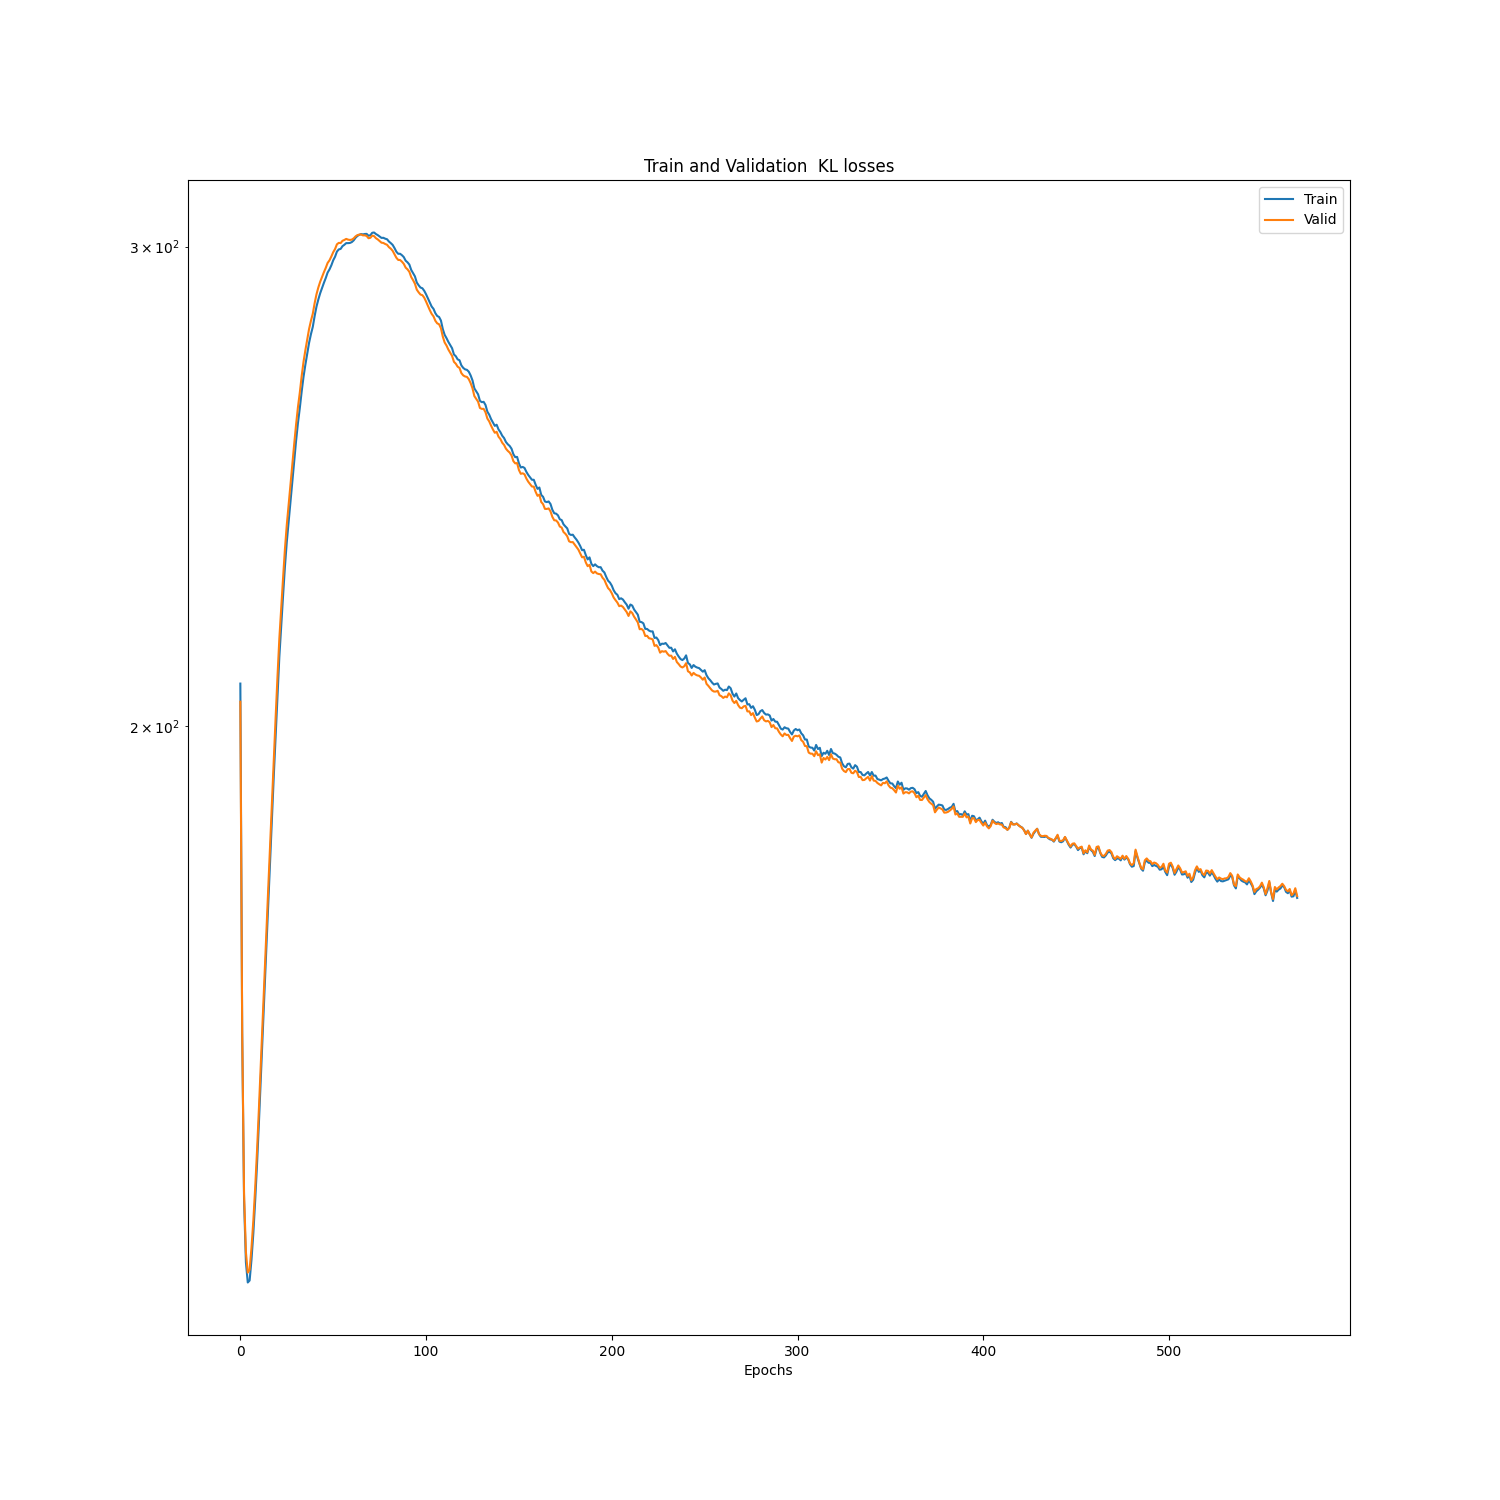 Train and Validation  KL losses
Train
Valid
3 × 10²
2 × 10²
0 100 200 300 400 500
Epochs